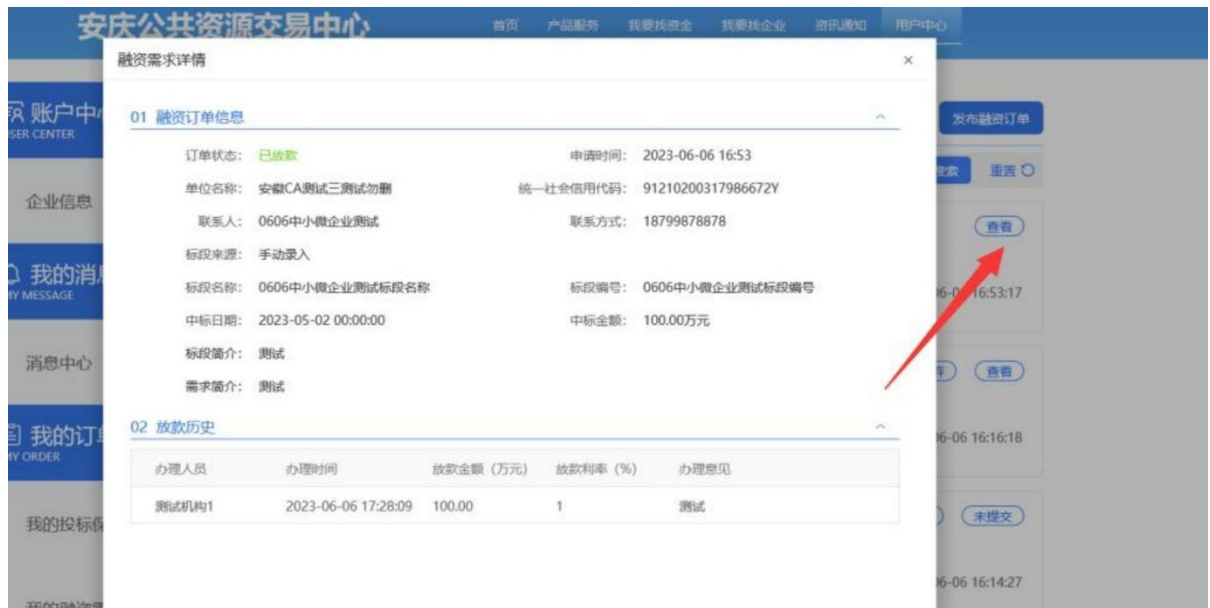 安庆公共资源交易中心 首页 产品服务 我要找资金 我要找企业 资讯通知 用户中心
融资需求详情 ×
账户中
SER CENTER
企业信息
我的消
MY MESSAGE
消息中心
我的订
MY ORDER
我的投标保
01 融资订单信息
订单状态: 已放款 申请时间: 2023-06-06 16:53
单位名称: 安徽CA测试三测试勿删 统一社会信用代码: 91210200317986672Y
联系人: 0606中小微企业测试 联系方式: 18799878878
标段来源: 手动录入
标段名称: 0606中小微企业测试标段名称 标段编号: 0606中小微企业测试标段编号
中标日期: 2023-05-02 00:00:00 中标金额: 100.00万元
标段简介: 测试
需求简介: 测试
02 放款历史
办理人员 办理时间 放款金额 (万元) 放款利率 (%) 办理意见
测试机构1 2023-06-06 17:28:09 100.00 1 测试
发布融资订单
重置
查看
16:53:17
查看
06-06 16:16:18
未提交
06-06 16:14:27